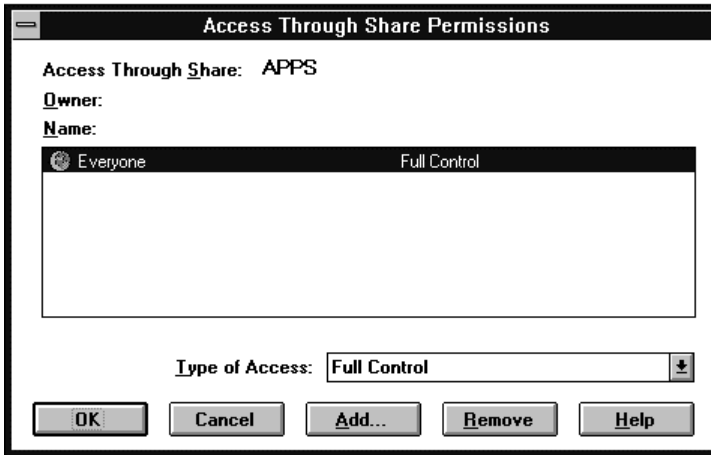 Access Through Share Permissions
Access Through Share: APPS
Owner:
Name:
Everyone Full Control
Type of Access: Full Control
OK Cancel Add... Remove Help